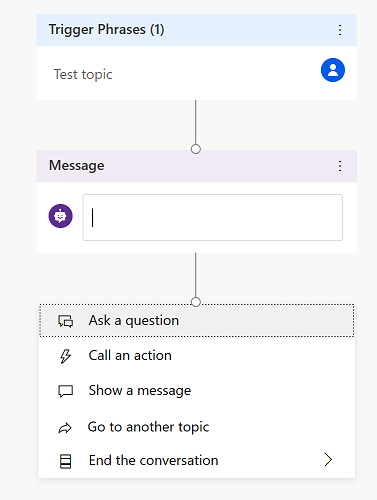 Trigger Phrases (1)
Test topic
Message
Ask a question
Call an action
Show a message
Go to another topic
End the conversation